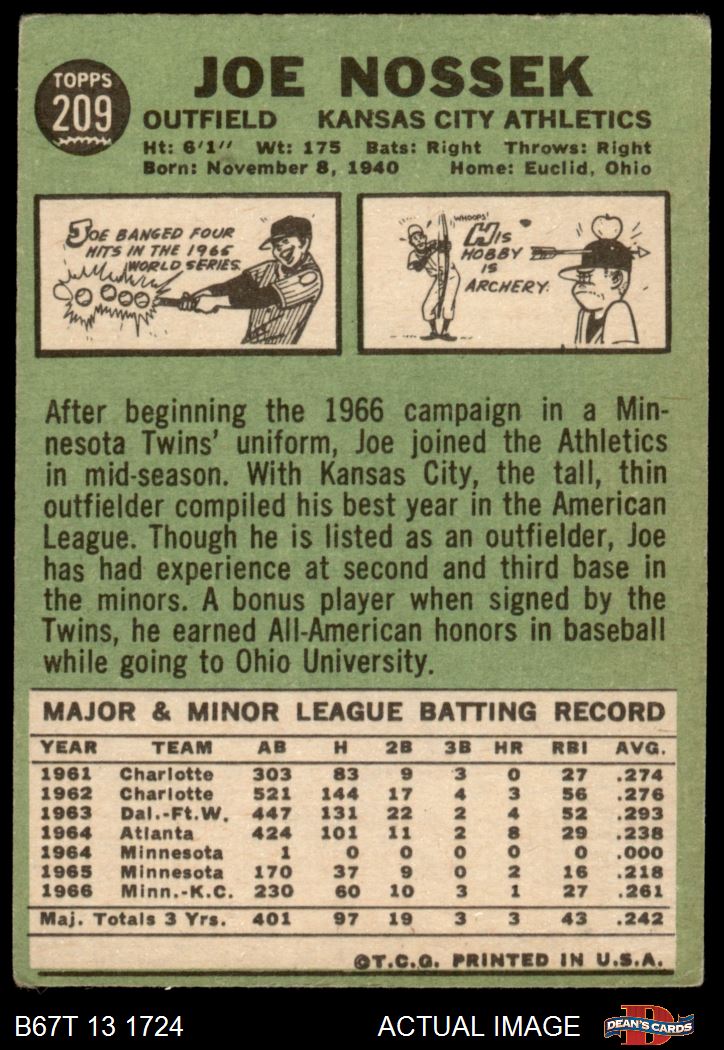 TOPPS
209
JOE NOSSEK
OUTFIELD KANSAS CITY ATHLETICS
Ht: 6'1" Wt: 175 Bats: Right Throws: Right
Born: November 8, 1940 Home: Euclid, Ohio
JOE BANGED FOUR
HITS IN THE 1965
WORLD SERIES.
WHOOPS!
HIS
HOBBY
IS
ARCHERY.
After beginning the 1966 campaign in a Min-
nesota Twins' uniform, Joe joined the Athletics
in mid-season. With Kansas City, the tall, thin
outfielder compiled his best year in the American
League. Though he is listed as an outfielder, Joe
has had experience at second and third base in
the minors. A bonus player when signed by the
Twins, he earned All-American honors in baseball
while going to Ohio University.
MAJOR & MINOR LEAGUE BATTING RECORD
YEAR TEAM AB H 2B 3B HR RBI AVG.
1961 Charlotte 303 83 9 3 0 27 .274
1962 Charlotte 521 144 17 4 3 56 .276
1963 Dal.-Ft.W. 447 131 22 2 4 52 .293
1964 Atlanta 424 101 11 2 8 29 .238
1964 Minnesota 1 0 0 0 0 0 .000
1965 Minnesota 170 37 9 0 2 16 .218
1966 Minn.-K.C. 230 60 10 3 1 27 .261
Maj. Totals 3 Yrs. 401 97 19 3 3 43 .242
©T.C.G. PRINTED IN U.S.A.
B67T 13 1724 ACTUAL IMAGE
D
DEAN'S CARDS